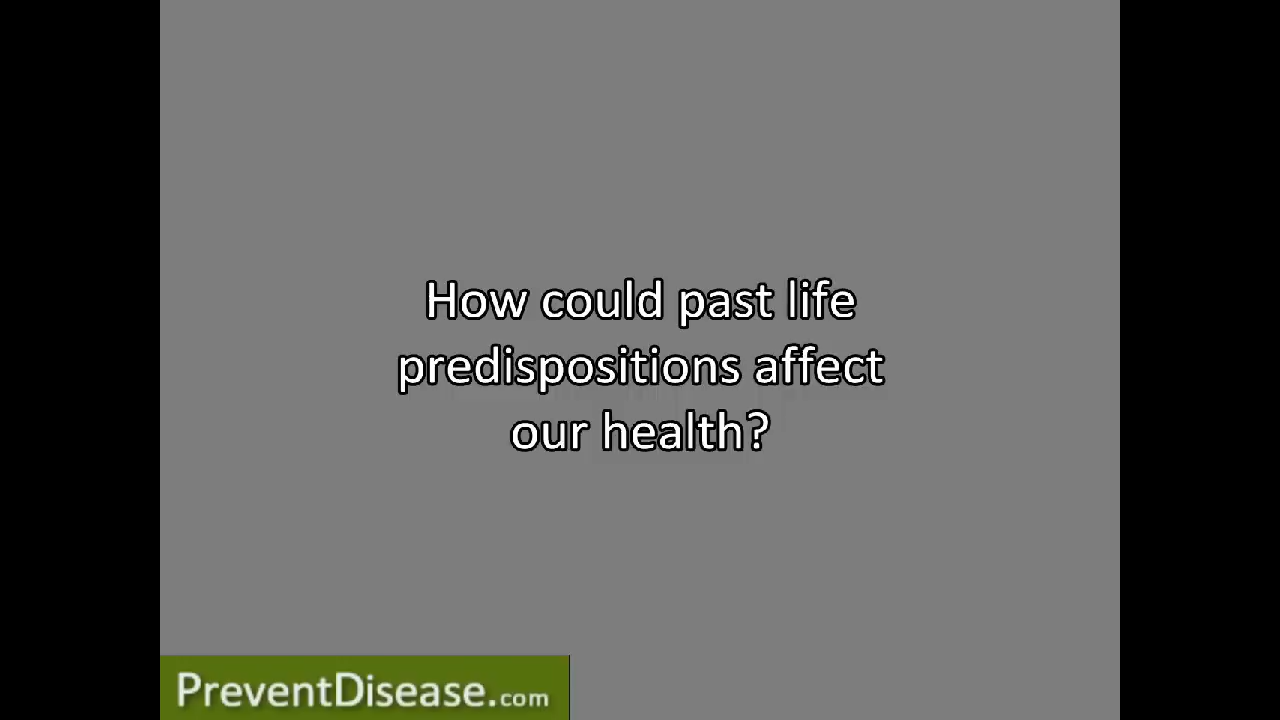 How could past life
predispositions affect
our health?
PreventDisease.com